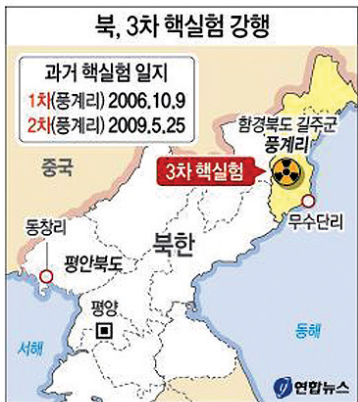 북, 3차 핵실험 강행
과거 핵실험 일지
1차(풍계리) 2006.10.9
2차(풍계리) 2009.5.25
함경북도 길주군
풍계리
중국
3차 핵실험
무수단리
동창리
북한
평안북도
평양
서해
동해
y 연합뉴스